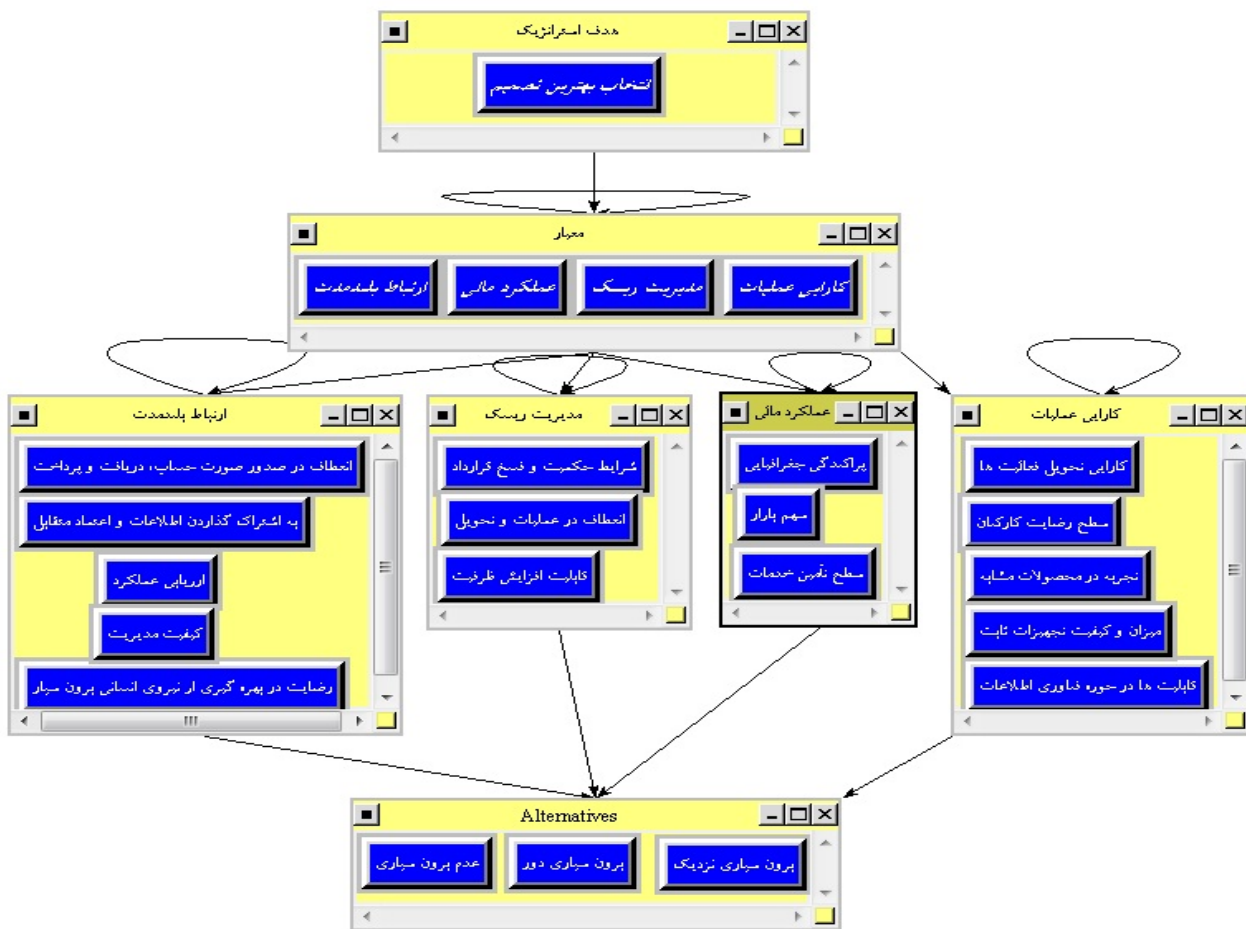 هدف استراتژیک
انتخاب بهترین تصمیم
معیار
ارتباط بلندمدت
عملکرد مالی
مدیریت ریسک
کارایی عملیات
ارتباط بلندمدت
انعطاف در صدور صورت حساب، دریافت و پرداخت
به اشتراک گذاردن اطلاعات و اعتماد متقابل
ارزیابی عملکرد
کیفیت مدیریت
رضایت در بهره گیری از نیروی انسانی برون سپار
مدیریت ریسک
شرایط حکمیت و فسخ قرارداد
انعطاف در عملیات و تحویل
قابلیت افزایش ظرفیت
عملکرد مالی
پراکندگی جغرافیایی
سهم بازار
سطح تأمین خدمات
کارایی عملیات
کارایی تحویل فعالیت ها
سطح رضایت کارکنان
تجربه در محصولات مشابه
میزان و کیفیت تجهیزات ثابت
قابلیت ها در حوزه فناوری اطلاعات
Alternatives
عدم برون سپاری
برون سپاری دور
برون سپاری نزدیک